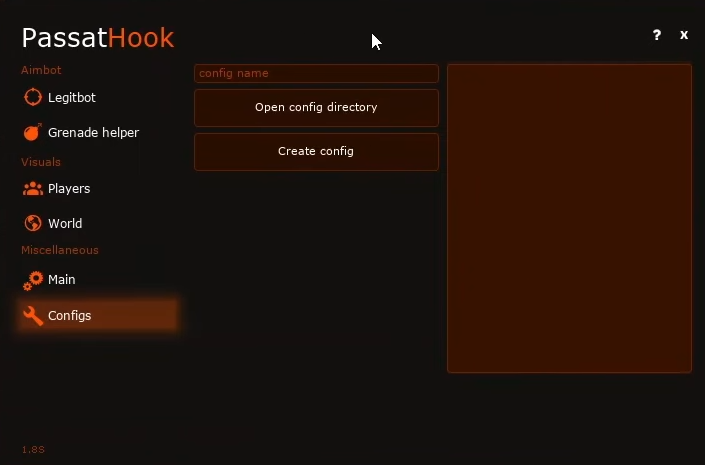 PassatHook
? x
Aimbot
Legitbot
Grenade helper
Visuals
Players
World
Miscellaneous
Main
Configs
config name
Open config directory
Create config
1.8S